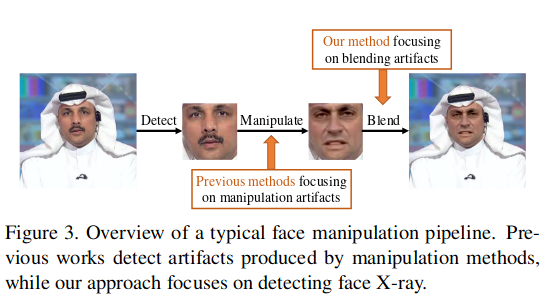 Our method focusing
on blending artifacts
Detect
Manipulate
Blend
Previous methods focusing
on manipulation artifacts
Figure 3. Overview of a typical face manipulation pipeline. Pre-
vious works detect artifacts produced by manipulation methods,
while our approach focuses on detecting face X-ray.